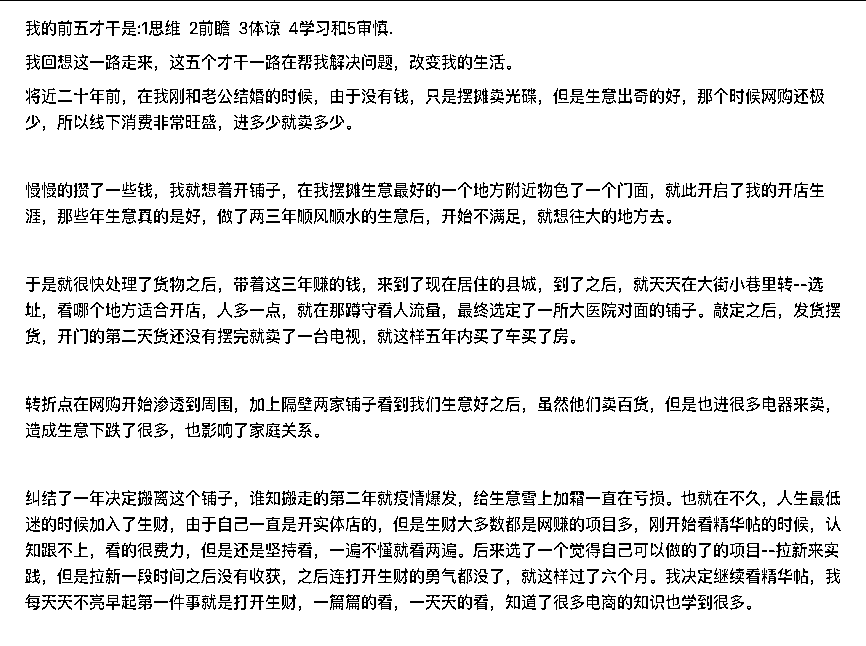 我的前五才干是:1思维  2前瞻  3体谅  4学习和5审慎.
我回想这一路走来，这五个才干一路在帮我解决问题，改变我的生活。
将近二十年前，在我刚和老公结婚的时候，由于没有钱，只是摆摊卖光碟，但是生意出奇的好，那个时候网购还极
少，所以线下消费非常旺盛，进多少就卖多少。
慢慢的攒了一些钱，我就想着开铺子，在我摆摊生意最好的一个地方附近物色了一个门面，就此开启了我的开店生
涯，那些年生意真的是好，做了两三年顺风顺水的生意后，开始不满足，就想往大的地方去。
于是就很快处理了货物之后，带着这三年赚的钱，来到了现在居住的县城，到了之后，就天天在大街小巷里转--选
址，看哪个地方适合开店，人多一点，就在那蹲守看人流量，最终选定了一所大医院对面的铺子。敲定之后，发货摆
货，开门的第二天货还没有摆完就卖了一台电视，就这样五年内买了车买了房。
转折点在网购开始渗透到周围，加上隔壁两家铺子看到我们生意好之后，虽然他们卖百货，但是也进很多电器来卖，
造成生意下跌了很多，也影响了家庭关系。
纠结了一年决定搬离这个铺子，谁知搬走的第二年就疫情爆发，给生意雪上加霜一直在亏损。也就在不久，人生最低
迷的时候加入了生财，由于自己一直是开实体店的，但是生财大多数都是网赚的项目多，刚开始看精华帖的时候，认
知跟不上，看的很费力，但是还是坚持看，一遍不懂就看两遍。后来选了一个觉得自己可以做的了的项目--拉新来实
践，但是拉新一段时间之后没有收获，之后连打开生财的勇气都没了，就这样过了六个月。我决定继续看精华帖，我
每天天不亮早起第一件事就是打开生财，一篇篇的看，一天天的看，知道了很多电商的知识也学到很多。